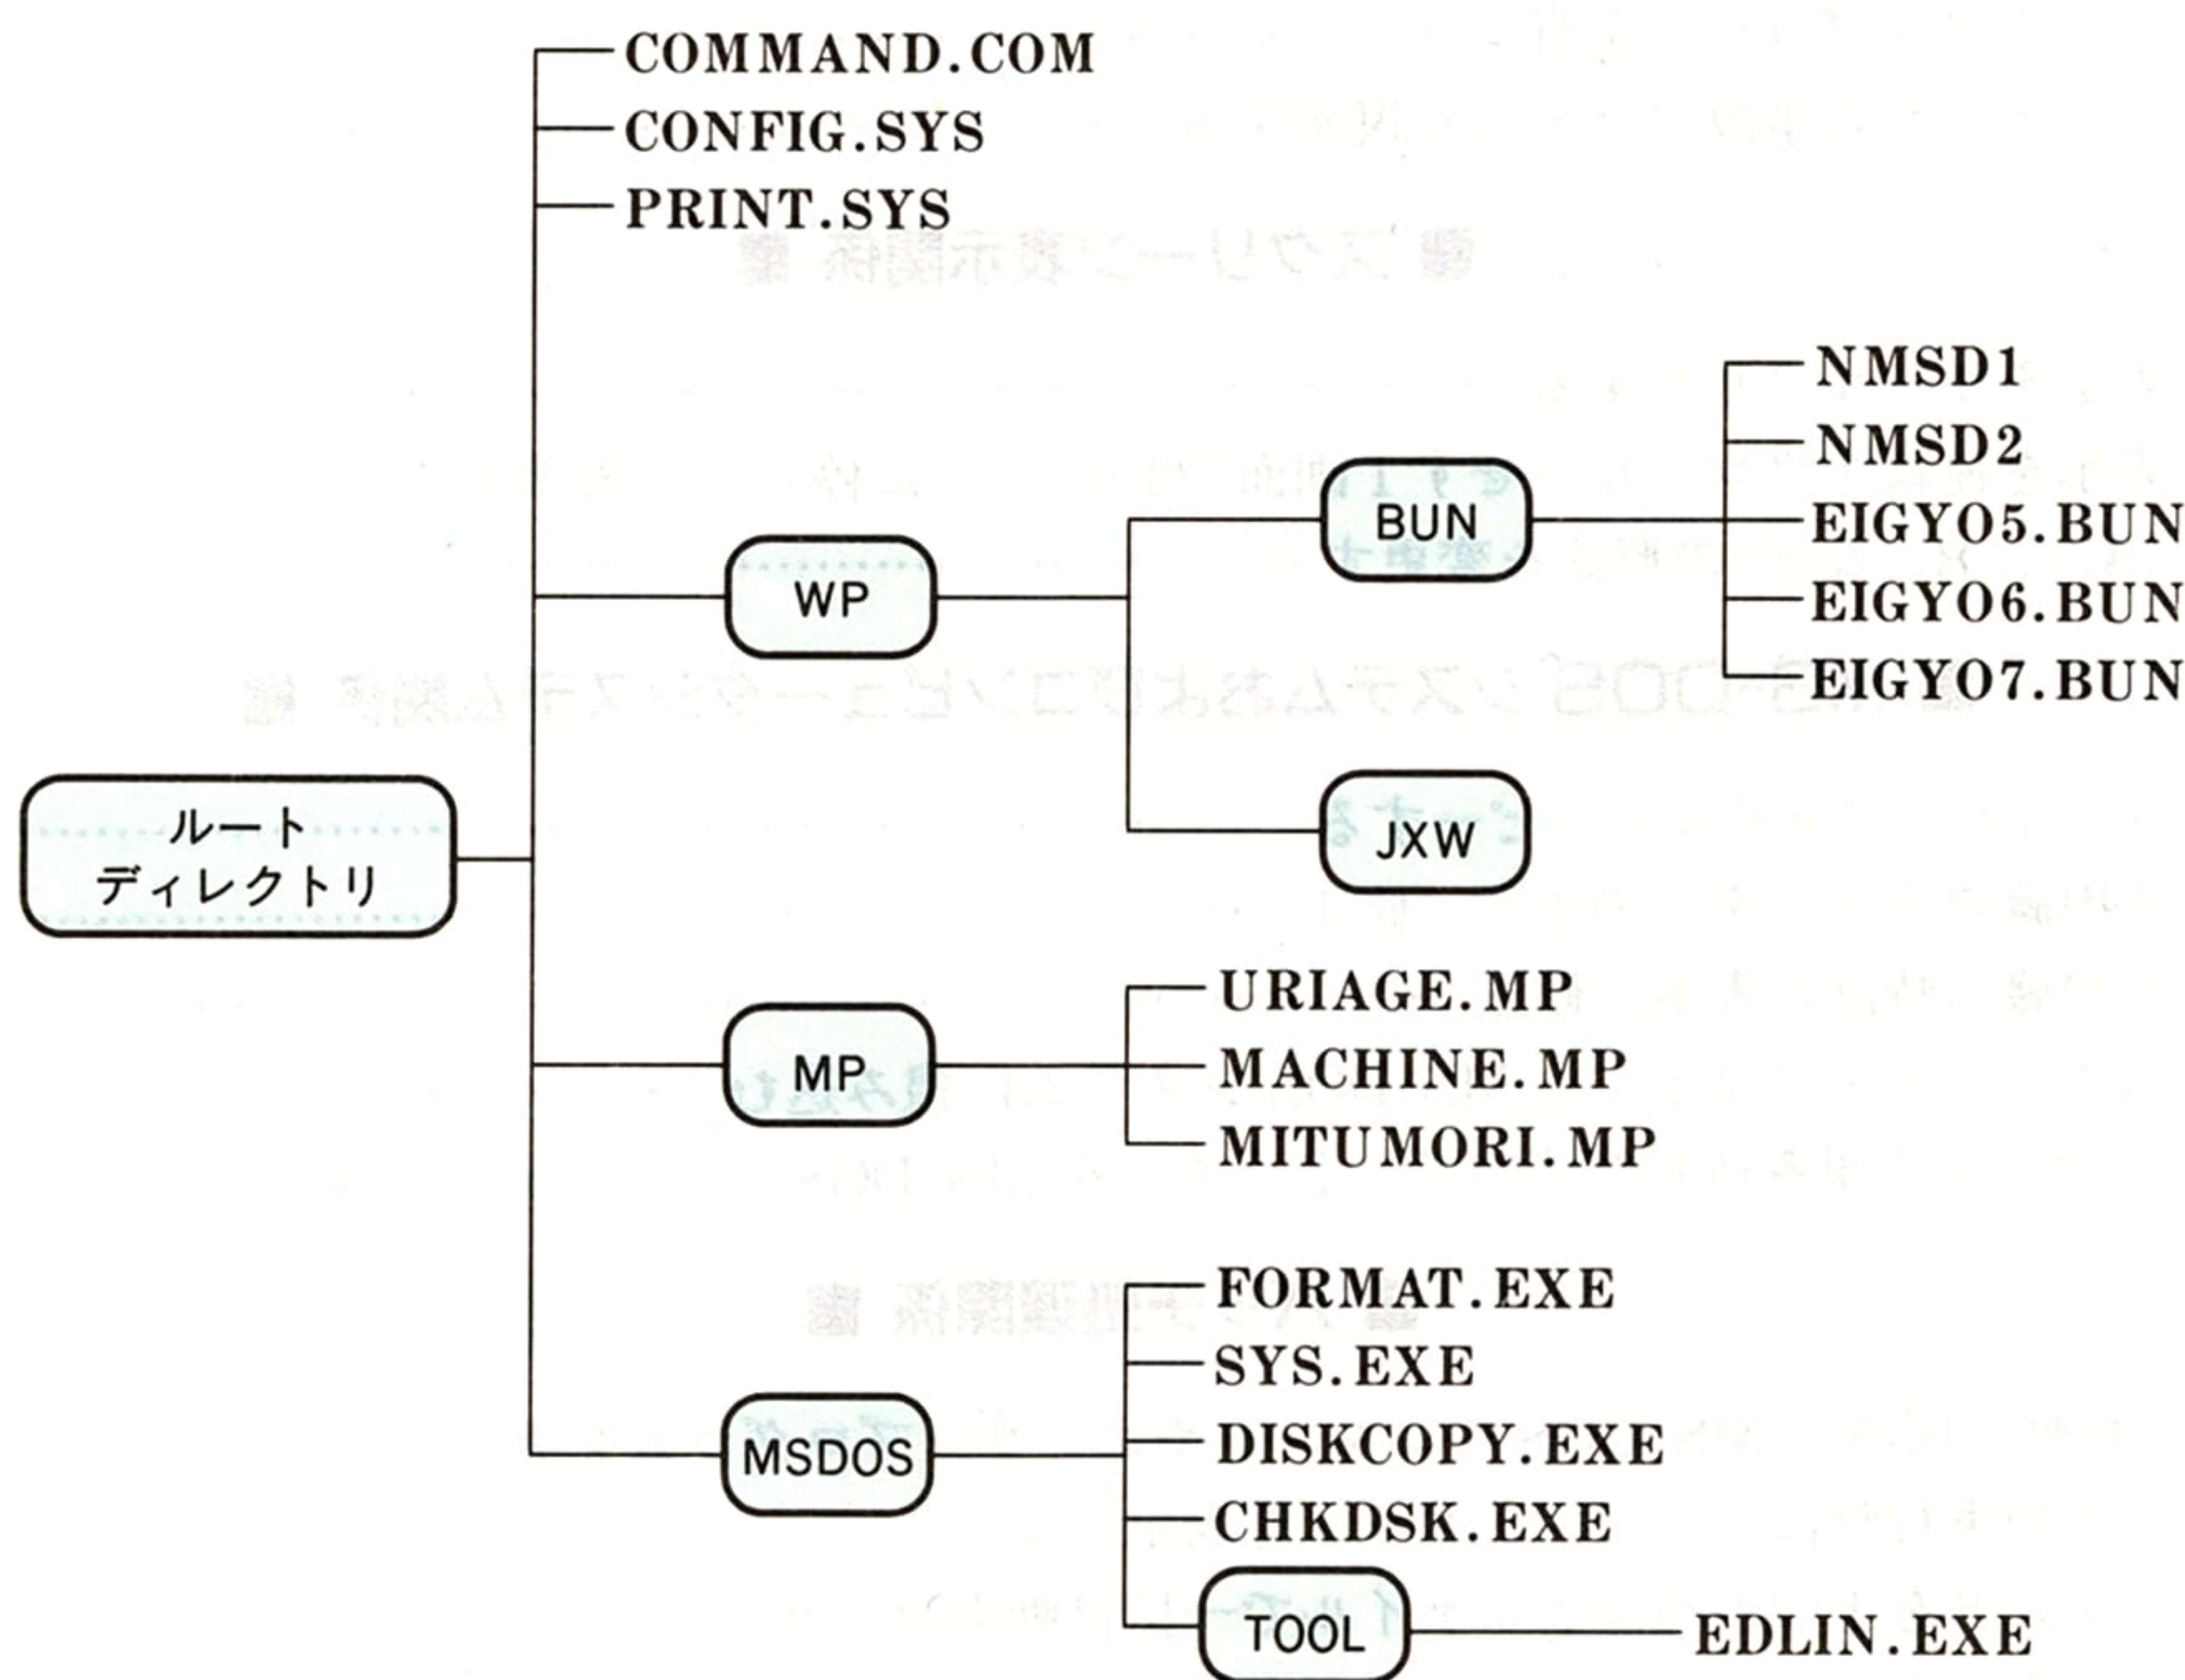 COMMAND.COM
CONFIG.SYS
PRINT.SYS
NMSD1
NMSD2
EIGYO5.BUN
EIGYO6.BUN
EIGYO7.BUN
BUN
WP
JXW
ルート
ディレクトリ
URIAGE.MP
MACHINE.MP
MITUMORI.MP
MP
FORMAT.EXE
SYS.EXE
DISKCOPY.EXE
CHKDSK.EXE
MSDOS
TOOL
EDLIN.EXE